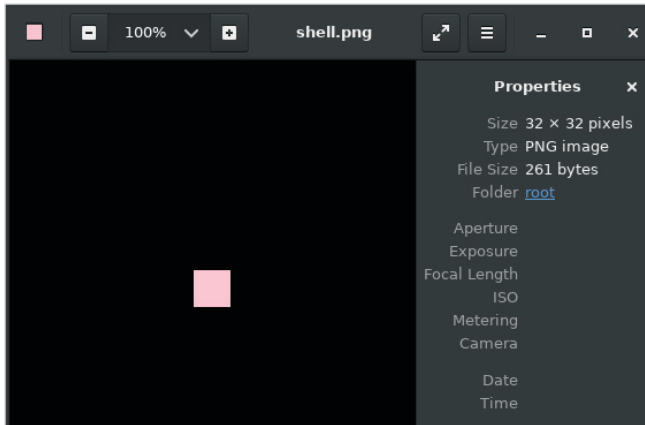 100% shell.png
Properties
Size 32 × 32 pixels
Type PNG image
File Size 261 bytes
Folder root
Aperture
Exposure
Focal Length
ISO
Metering
Camera
Date
Time